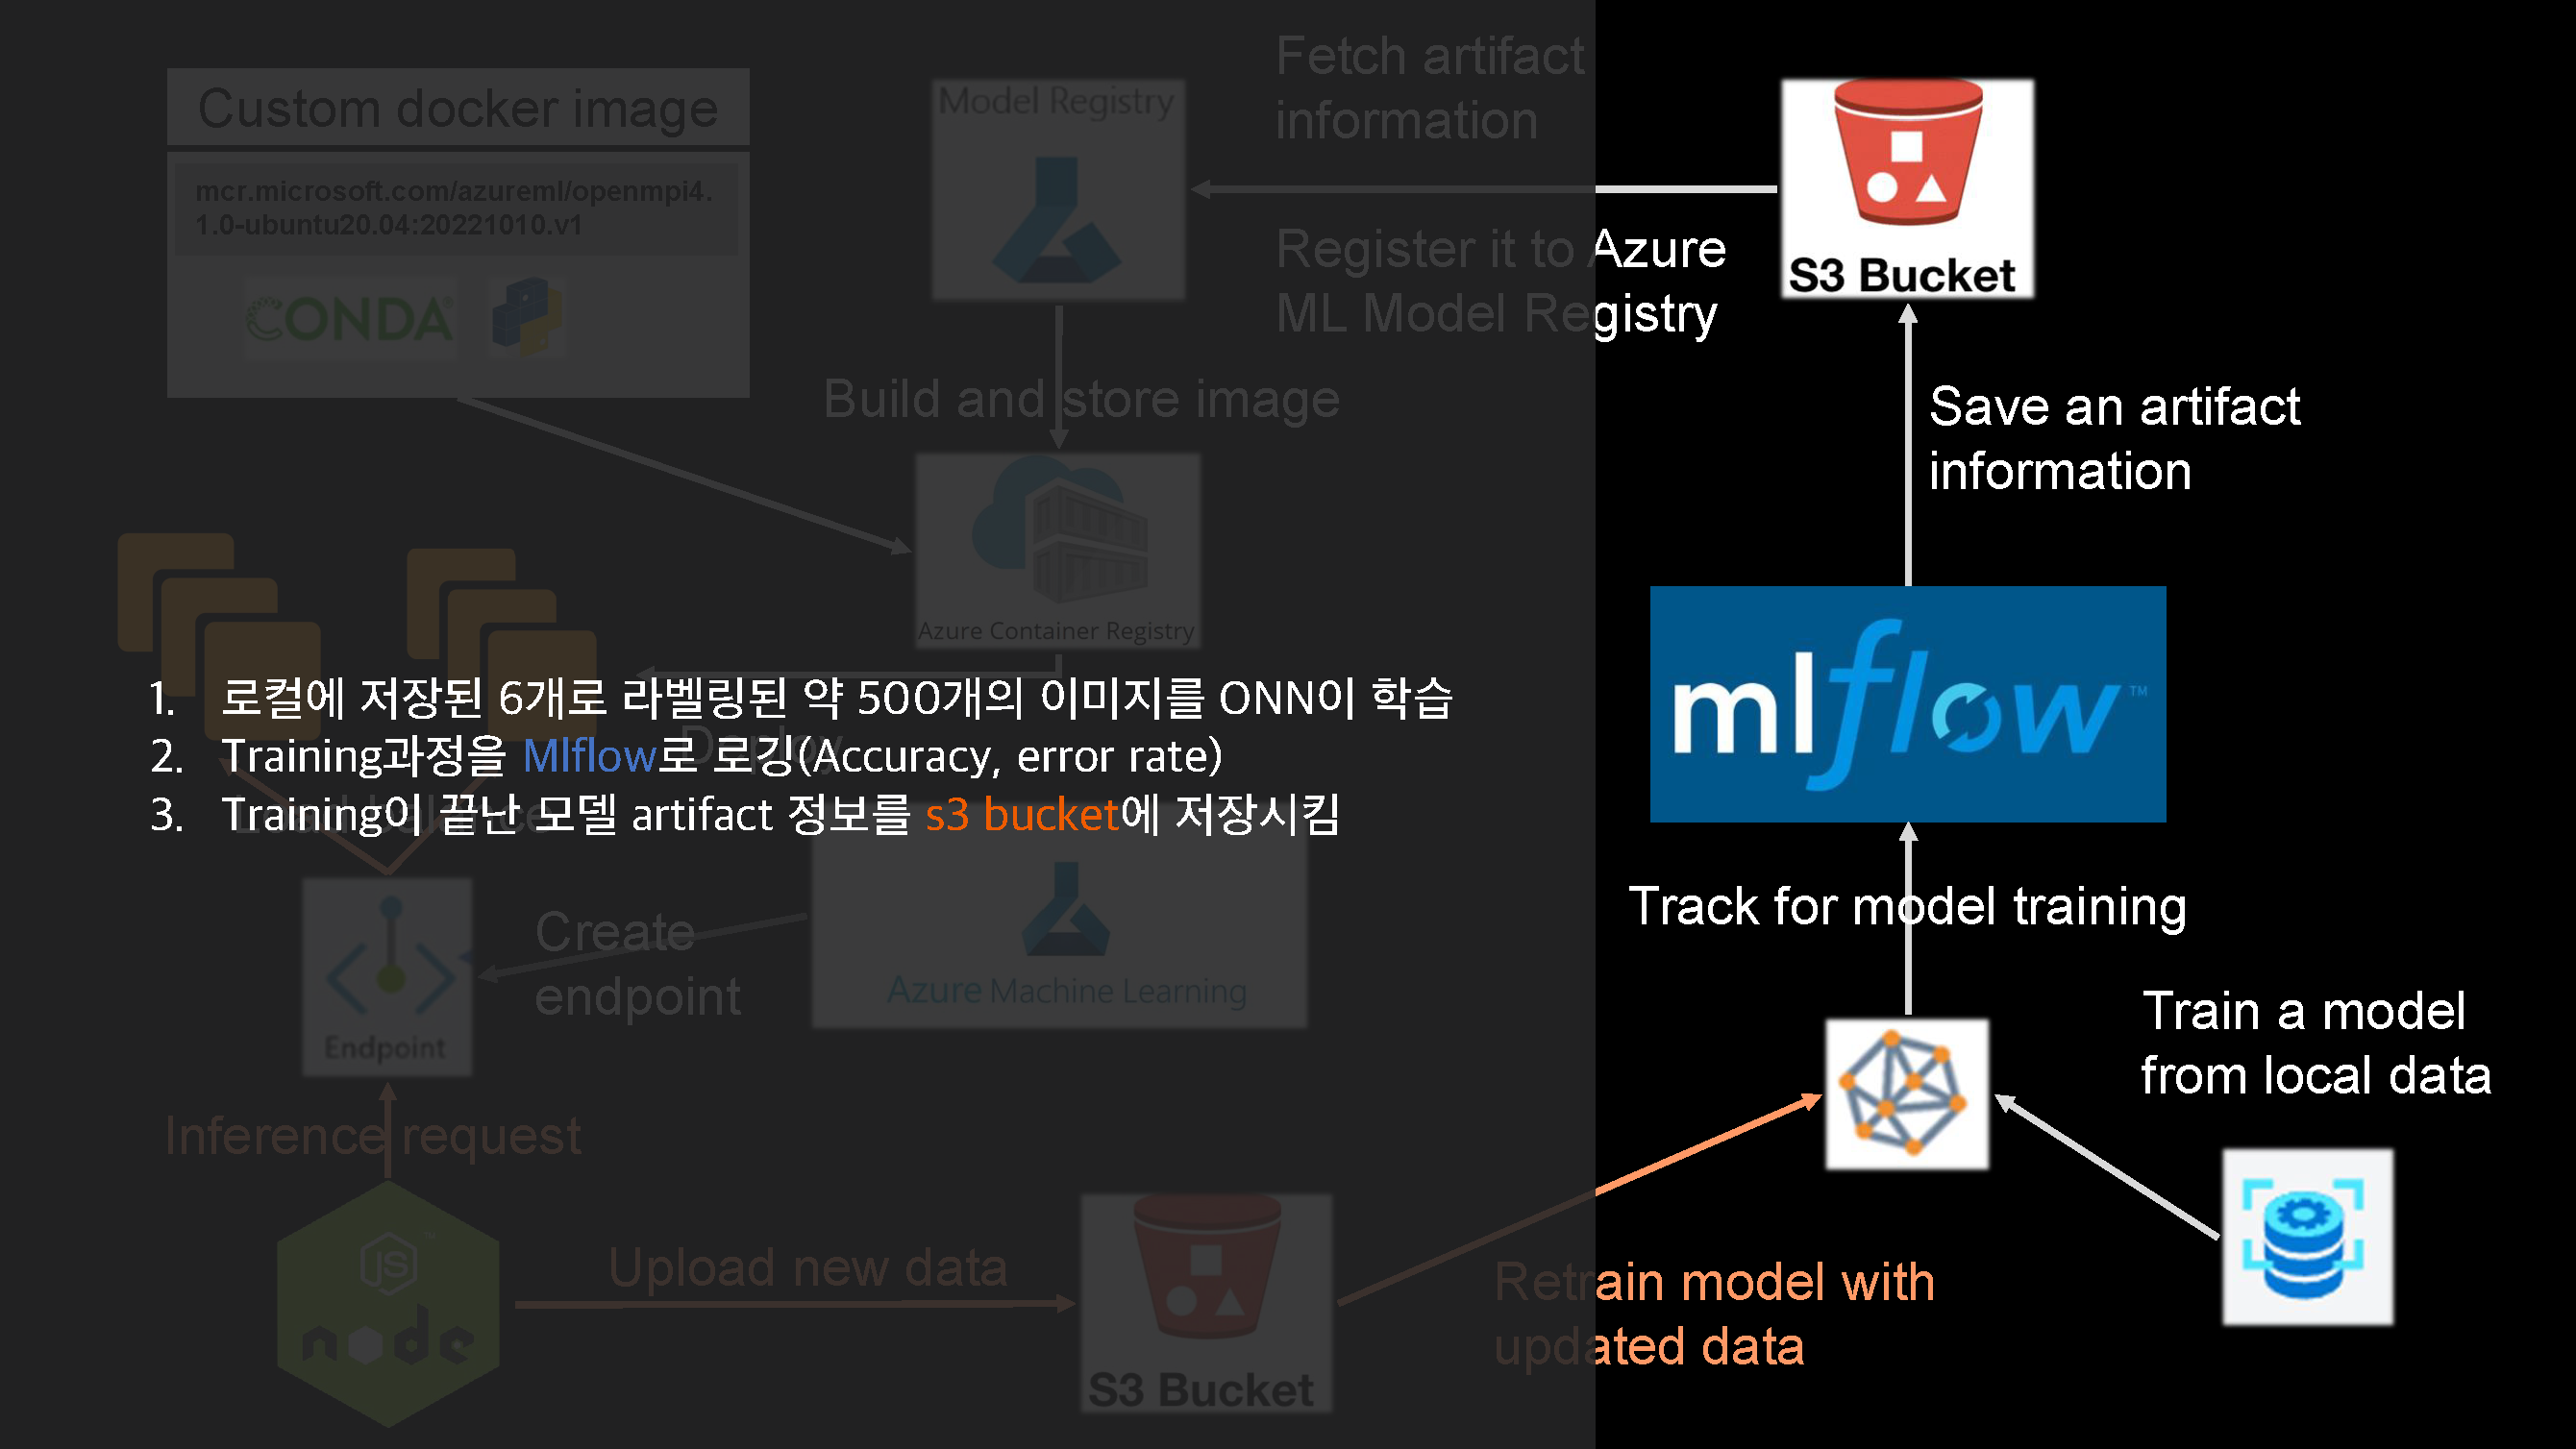 Custom docker image
mcr.microsoft.com/azureml/openmpi4.
1.0-ubuntu20.04:20221010.v1
CONDA
Model Registry
Fetch artifact
information
Register it to Azure
ML Model Registry
S3 Bucket
Build and store image
Save an artifact
information
Azure Container Registry
mlflow™
1. 로컬에 저장된 6개로 라벨링된 약 500개의 이미지를 ONN이 학습
2. Training과정을 Mlflow로 로깅(Accuracy, error rate)
3. Training이 끝난 모델 artifact 정보를 s3 bucket에 저장시킴
Deploy
Load balance
Track for model training
Create
endpoint
Azure Machine Learning
Endpoint
Train a model
from local data
Inference request
Upload new data
JS
node
S3 Bucket
Retrain model with
updated data